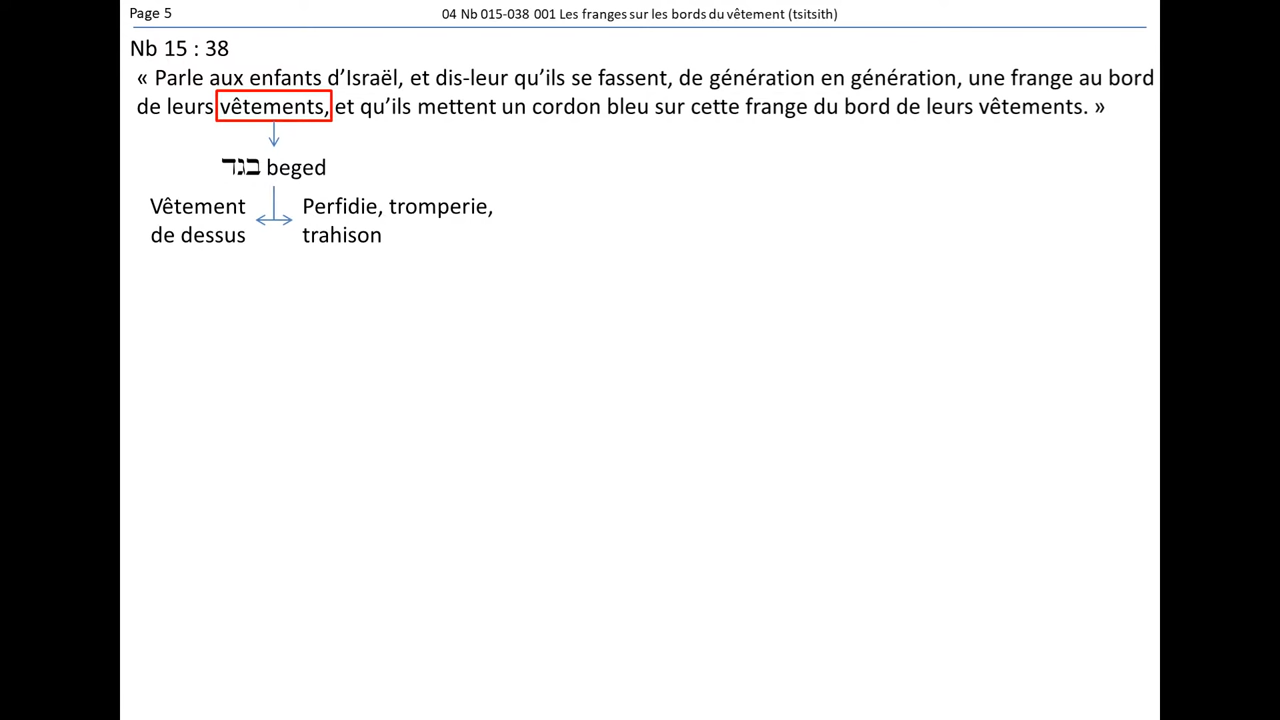 Page 5
04 Nb 015-038 001 Les franges sur les bords du vêtement (tsitsith)
Nb 15 : 38
« Parle aux enfants d’Israël, et dis-leur qu’ils se fassent, de génération en génération, une frange au bord
de leurs vêtements, et qu’ils mettent un cordon bleu sur cette frange du bord de leurs vêtements. »
בגד beged
Vêtement
de dessus
Perfidie, tromperie,
trahison